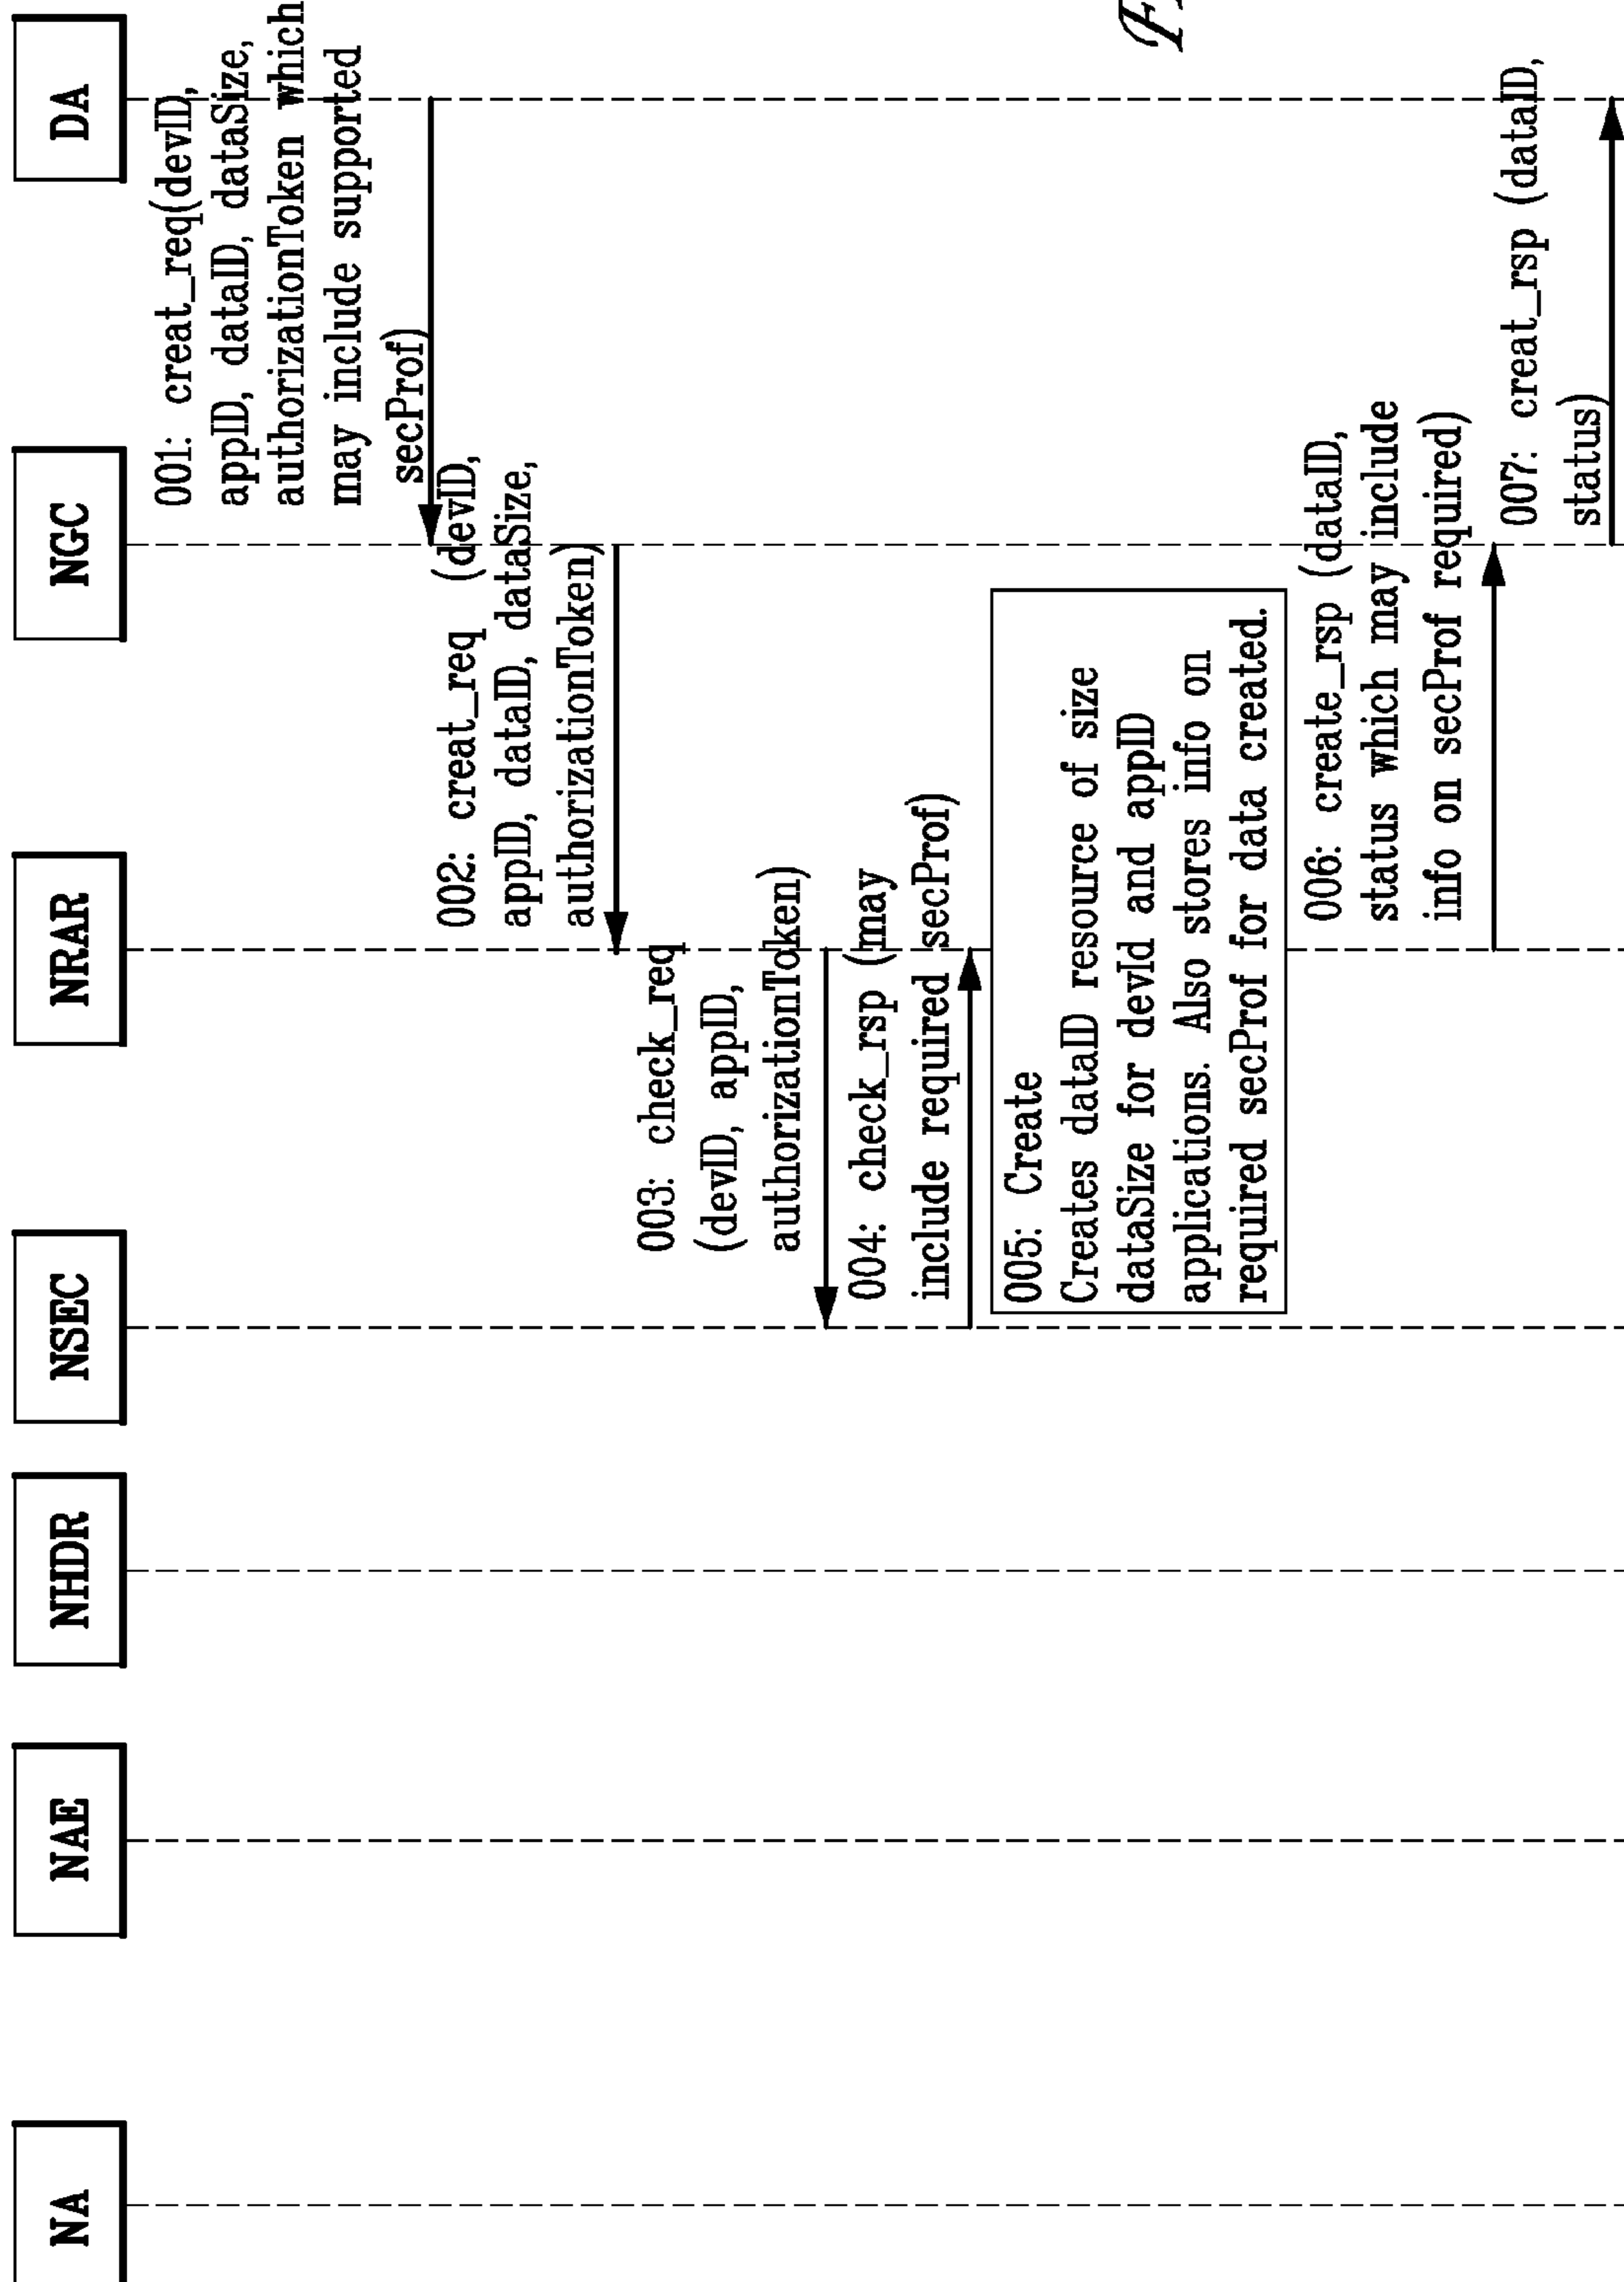 NA
NAE
NHDR
NSEC
NRAR
NGC
DA
001: creat_req(devID,
appID, dataID, dataSize,
authorizationToken which
may include supported
secProf)
002: creat_req (devID,
appID, dataID, dataSize,
authorizationToken)
003: check_req
(devID, appID,
authorizationToken)
004: check_rsp (may
include required secProf)
005: Create
Creates dataID resource of size
dataSize for devId and appID
applications. Also stores info on
required secProf for data created.
006: create_rsp (dataID,
status which may include
info on secProf required)
007: creat_rsp (dataID,
status)